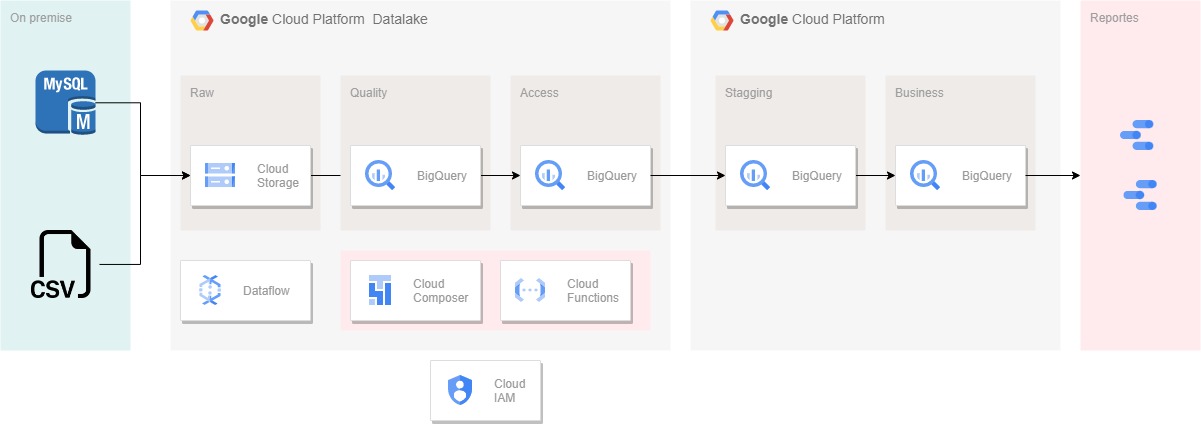 On premise
Google Cloud Platform Datalake
Google Cloud Platform
Reportes
MySQL
M
CSV
Raw
Quality
Access
Stagging
Business
Cloud
Storage
BigQuery
BigQuery
BigQuery
BigQuery
Dataflow
Cloud
Composer
Cloud
Functions
Cloud
IAM